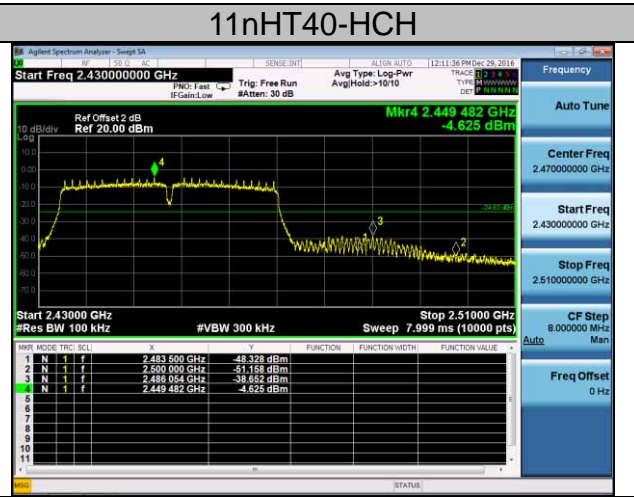 11nHT40-HCH
Agilent Spectrum Analyzer - Swept SA
RF 50 Ω AC SENSE:INT ALIGN AUTO 12:11:36 PM Dec 29, 2016
Start Freq 2.430000000 GHz
PNO: Fast
IFGain:Low
Trig: Free Run
#Atten: 30 dB
Avg Type: Log-Pwr
Avg|Hold:>10/10
TRACE 1 2 3 4 5 6
TYPE M W W W W W
DET P N N N N N
Frequency
Auto Tune
Center Freq
2.470000000 GHz
Start Freq
2.430000000 GHz
Stop Freq
2.510000000 GHz
CF Step
8.000000 MHz
Auto Man
Freq Offset
0 Hz
Ref Offset 2 dB
10 dB/div Ref 20.00 dBm
Log
Mkr4 2.449 482 GHz
-4.625 dBm
10.0
0.00
-10.0
-20.0
-30.0
-40.0
-50.0
-60.0
-70.0
4
3
1
2
Start 2.43000 GHz
#Res BW 100 kHz
#VBW 300 kHz
Stop 2.51000 GHz
Sweep 7.999 ms (10000 pts)
MKR MODE TRC SCL X Y FUNCTION FUNCTION WIDTH FUNCTION VALUE
1 N 1 f 2.483 500 GHz -48.328 dBm
2 N 1 f 2.500 000 GHz -51.158 dBm
3 N 1 f 2.486 054 GHz -38.652 dBm
4 N 1 f 2.449 482 GHz -4.625 dBm
5
6
7
8
9
10
11
MSG
STATUS